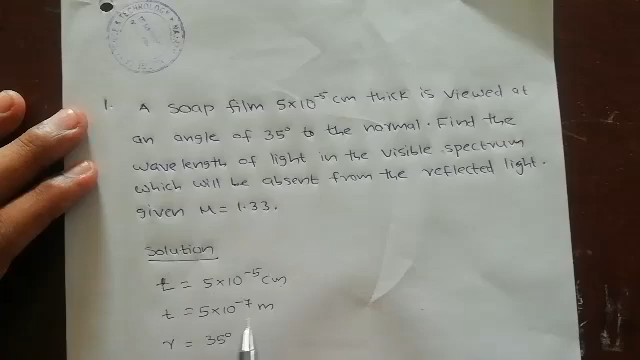 1. A soap film 5×10⁻⁵ cm thick is viewed at
an angle of 35° to the normal. Find the
wavelength of light in the visible spectrum
which will be absent from the reflected light.
given μ = 1.33.
Solution
t = 5×10⁻⁵ cm
t = 5×10⁻⁷ m
r = 35°